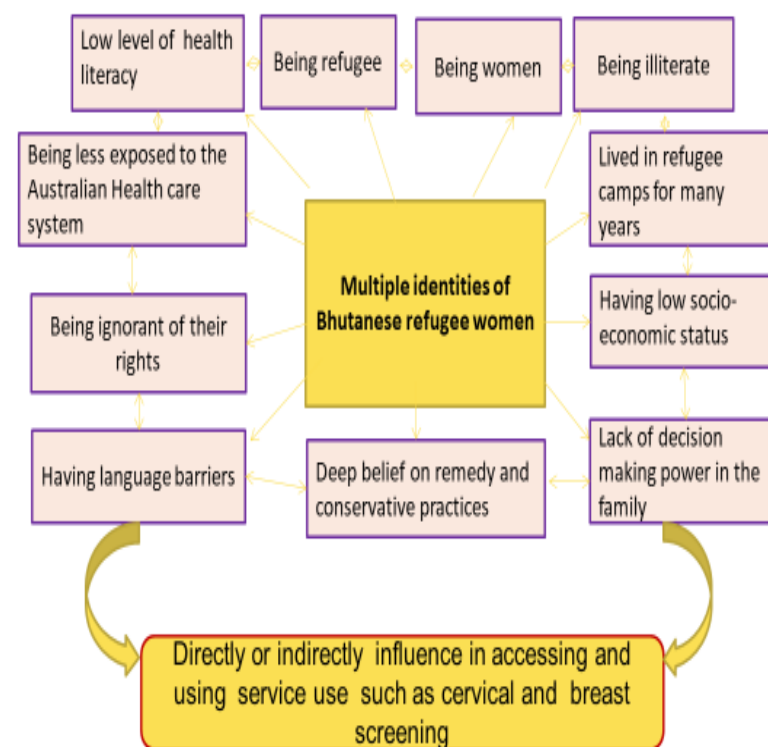 Low level of health
literacy
Being refugee
Being women
Being illiterate
Being less exposed to the
Australian Health care
system
Lived in refugee
camps for many
years
Multiple identities of
Bhutanese refugee women
Being ignorant of their
rights
Having low socio-
economic status
Having language barriers
Deep belief on remedy and
conservative practices
Lack of decision
making power in the
family
Directly or indirectly influence in accessing and
using service use such as cervical and breast
screening